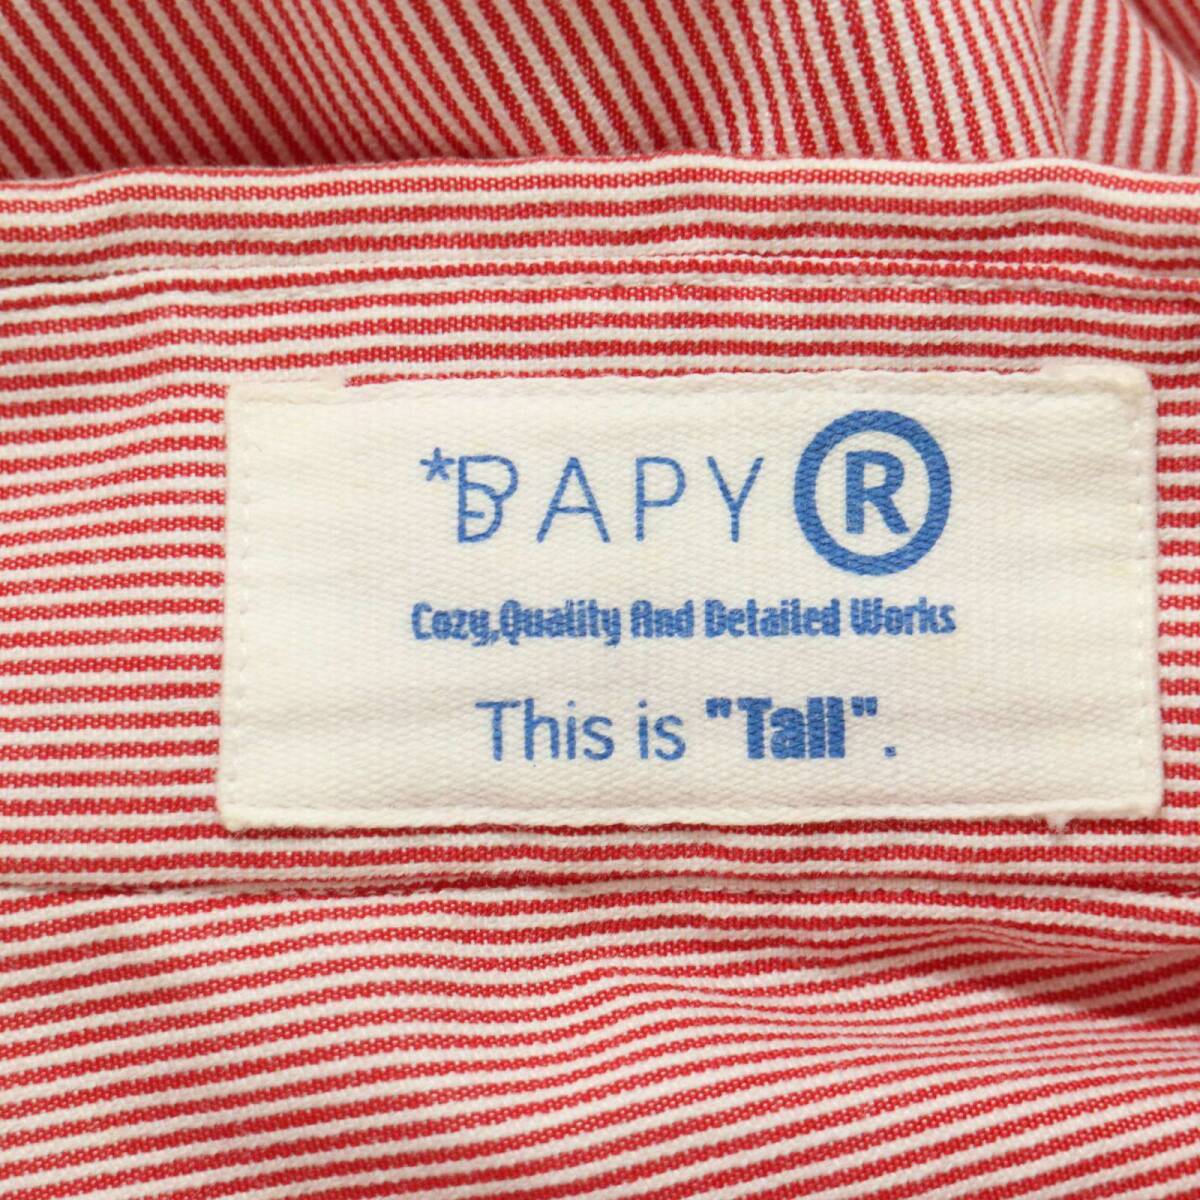 *BAPY®
Cozy,Quality And Detailed Works
This is "Tall".